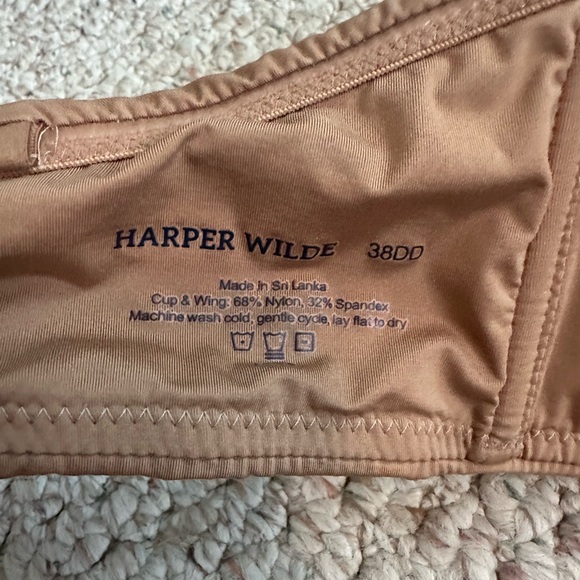 HARPER WILDE 38DD
Made in Sri Lanka
Cup & Wing: 68% Nylon, 32% Spandex
Machine wash cold, gentle cycle, lay flat to dry